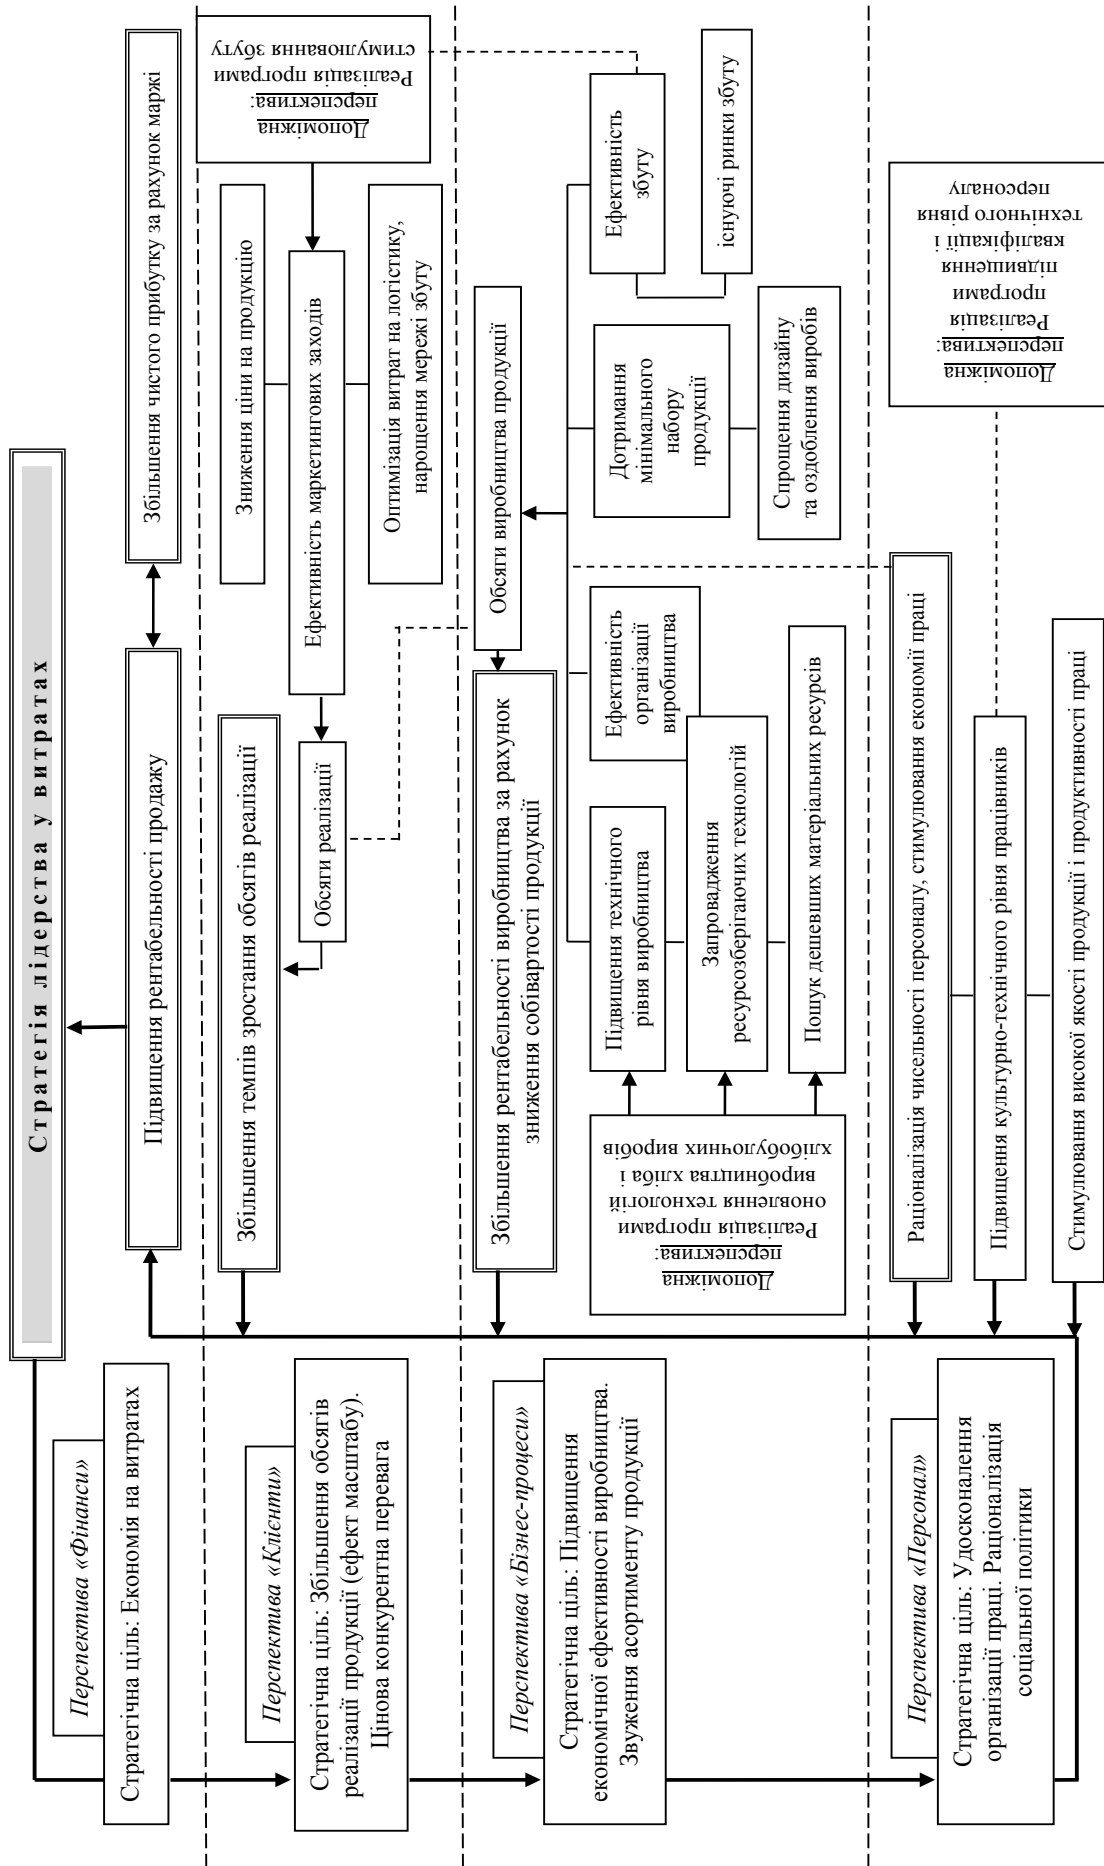 Стратегія лідерства у витратах
Перспектива «Фінанси»
Стратегічна ціль: Економія на витратах
Підвищення рентабельності продажу
Збільшення чистого прибутку за рахунок маржі
Перспектива «Клієнти»
Стратегічна ціль: Збільшення обсягів
реалізації продукції (ефект масштабу).
Цінова конкурентна перевага
Збільшення темпів зростання обсягів реалізації
Обсяги реалізації
Зниження ціни на продукцію
Ефективність маркетингових заходів
Оптимізація витрат на логістику,
нарощення мережі збуту
Допоміжна
перспектива:
Реалізація програми
стимулювання збуту
Перспектива «Бізнес-процеси»
Стратегічна ціль: Підвищення
економічної ефективності виробництва.
Звуження асортименту продукції
Збільшення рентабельності виробництва за рахунок
зниження собівартості продукції
Обсяги виробництва продукції
Допоміжна
перспектива:
Реалізація програми
оновлення технологій
виробництва хліба і
хлібобулочних виробів
Підвищення технічного
рівня виробництва
Запровадження
ресурсозберігаючих технологій
Пошук дешевших матеріальних ресурсів
Ефективність
організації
виробництва
Дотримання
мінімального
набору
продукції
Спрощення дизайну
та оздоблення виробів
Ефективність
збуту
існуючі ринки збуту
Перспектива «Персонал»
Стратегічна ціль: Удосконалення
організації праці. Раціоналізація
соціальної політики
Раціоналізація чисельності персоналу, стимулювання економії праці
Підвищення культурно-технічного рівня працівників
Стимулювання високої якості продукції і продуктивності праці
Допоміжна
перспектива:
Реалізація
програми
підвищення
кваліфікації і
технічного рівня
персоналу